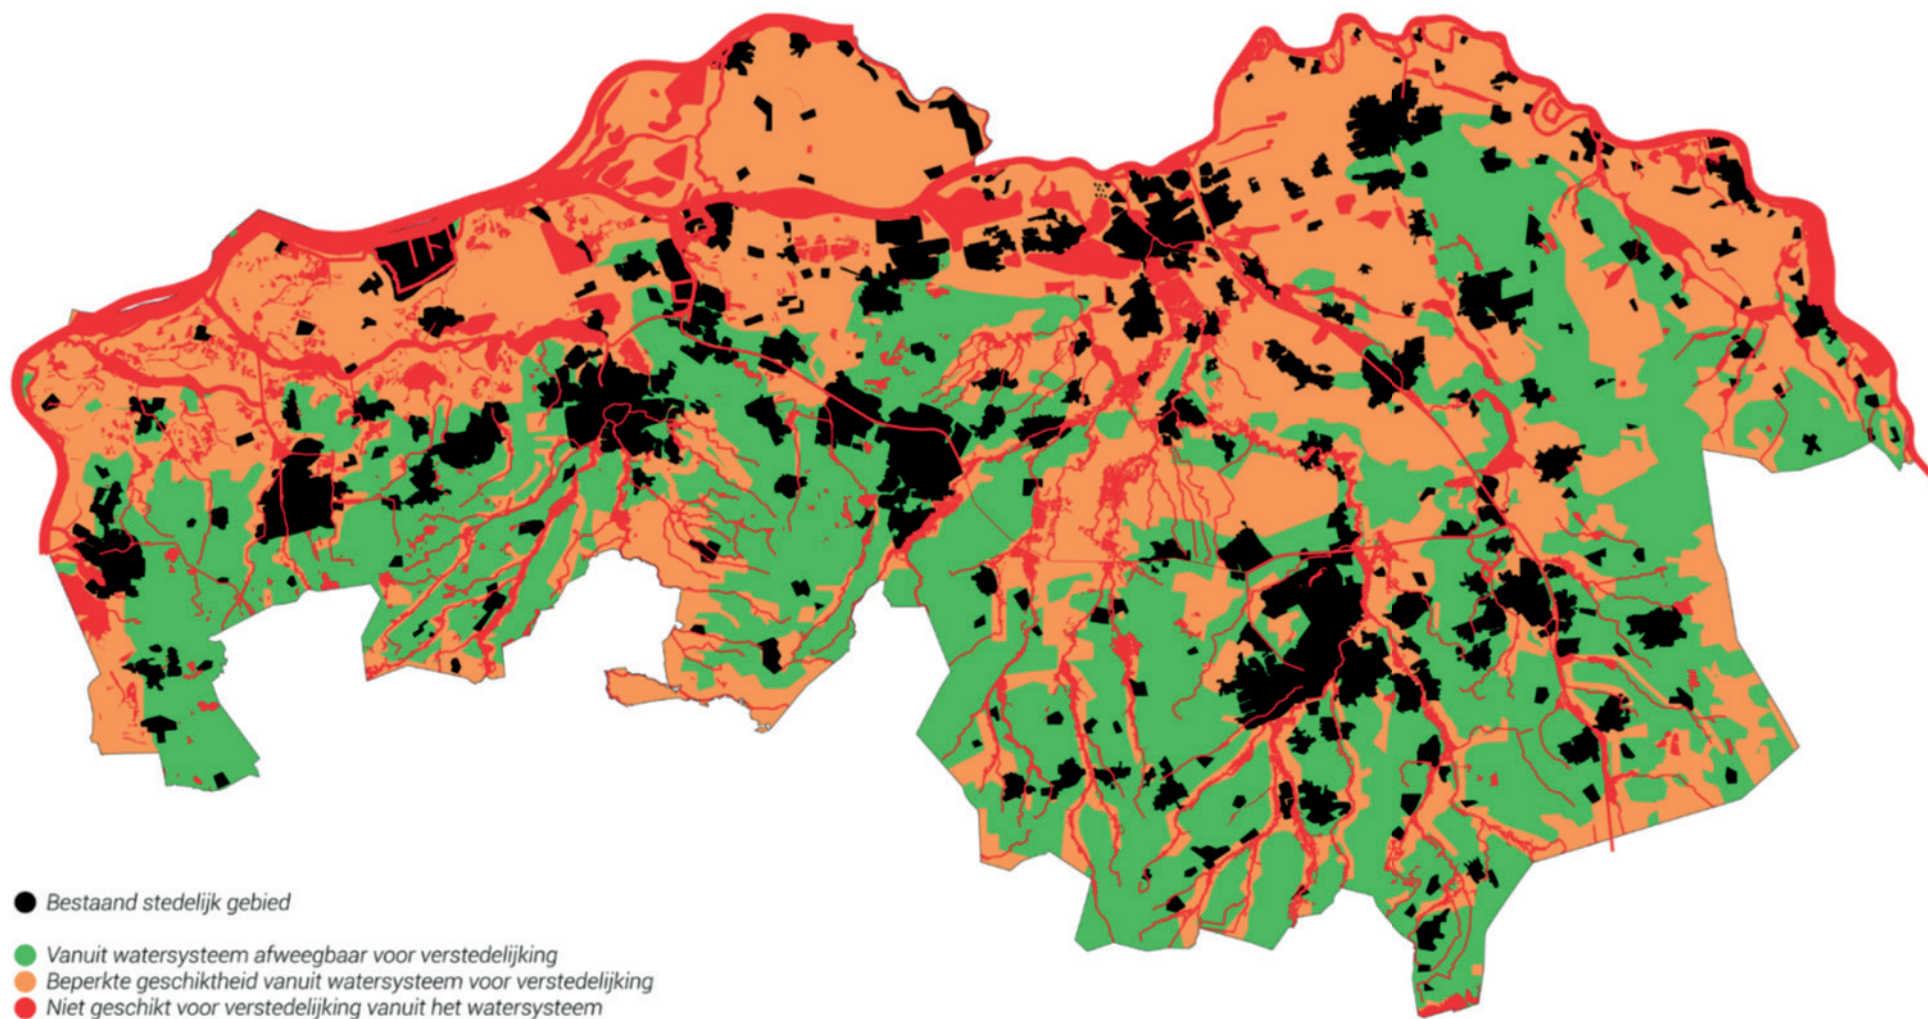 Bestaand stedelijk gebied
Vanuit watersysteem afweegbaar voor verstedelijking
Beperkte geschiktheid vanuit watersysteem voor verstedelijking
Niet geschikt voor verstedelijking vanuit het watersysteem